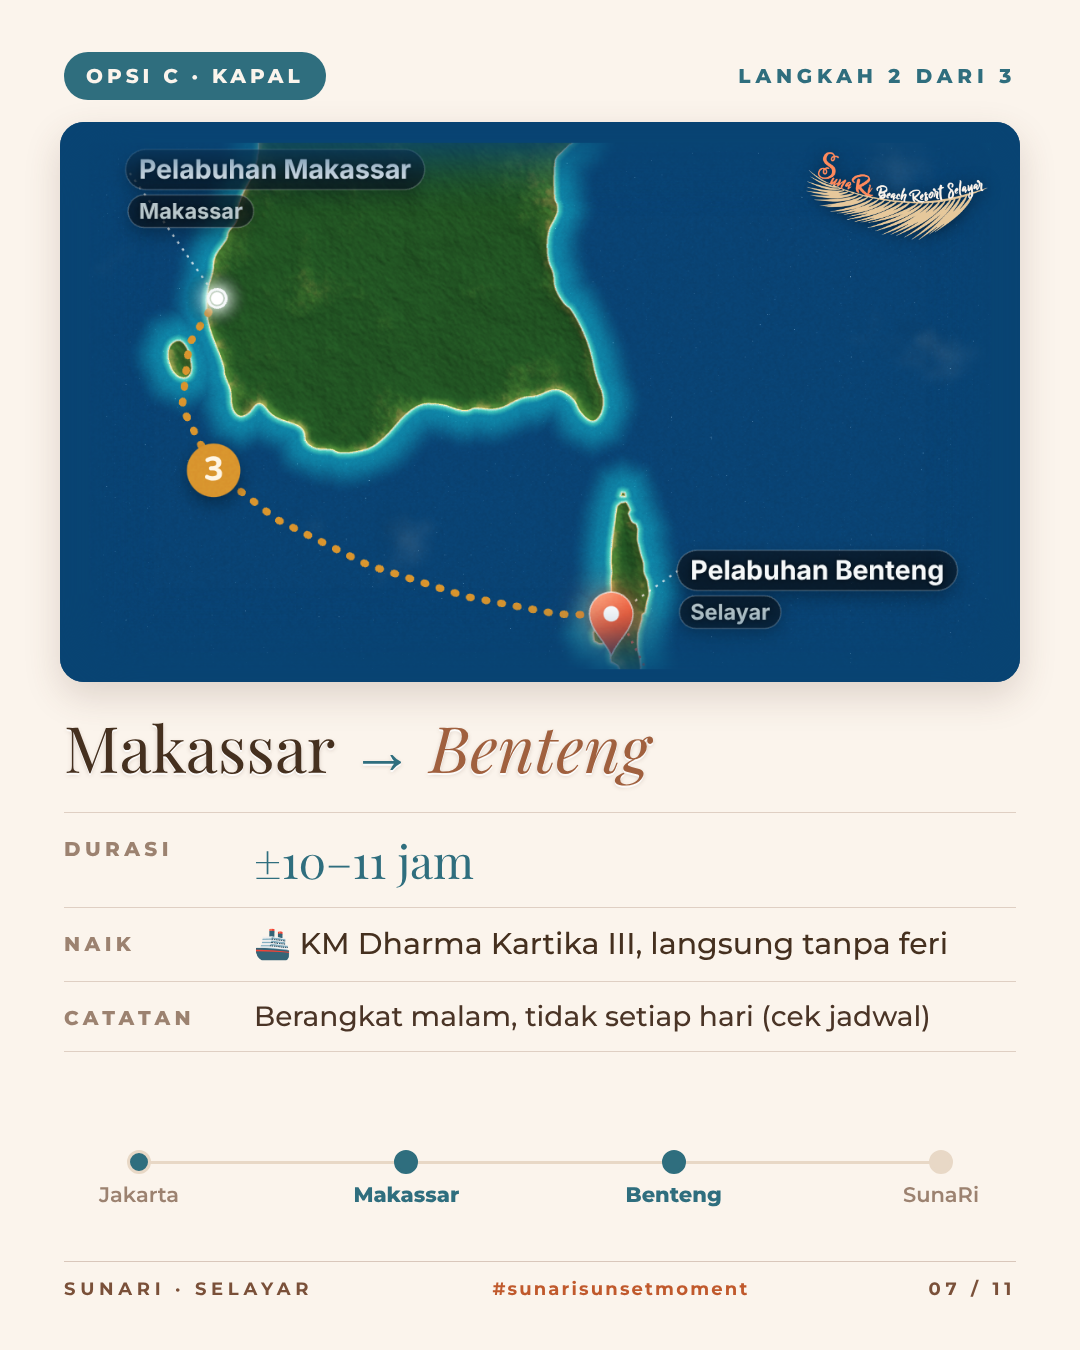 OPSI C · KAPAL
LANGKAH 2 DARI 3
Pelabuhan Makassar
Makassar
SunaRi Beach Resort Selayar
3
Pelabuhan Benteng
Selayar
Makassar → Benteng
DURASI
±10–11 jam
NAIK
🚢 KM Dharma Kartika III, langsung tanpa feri
CATATAN
Berangkat malam, tidak setiap hari (cek jadwal)
Jakarta
Makassar
Benteng
SunaRi
SUNARI · SELAYAR
#sunarisunsetmoment
07 / 11